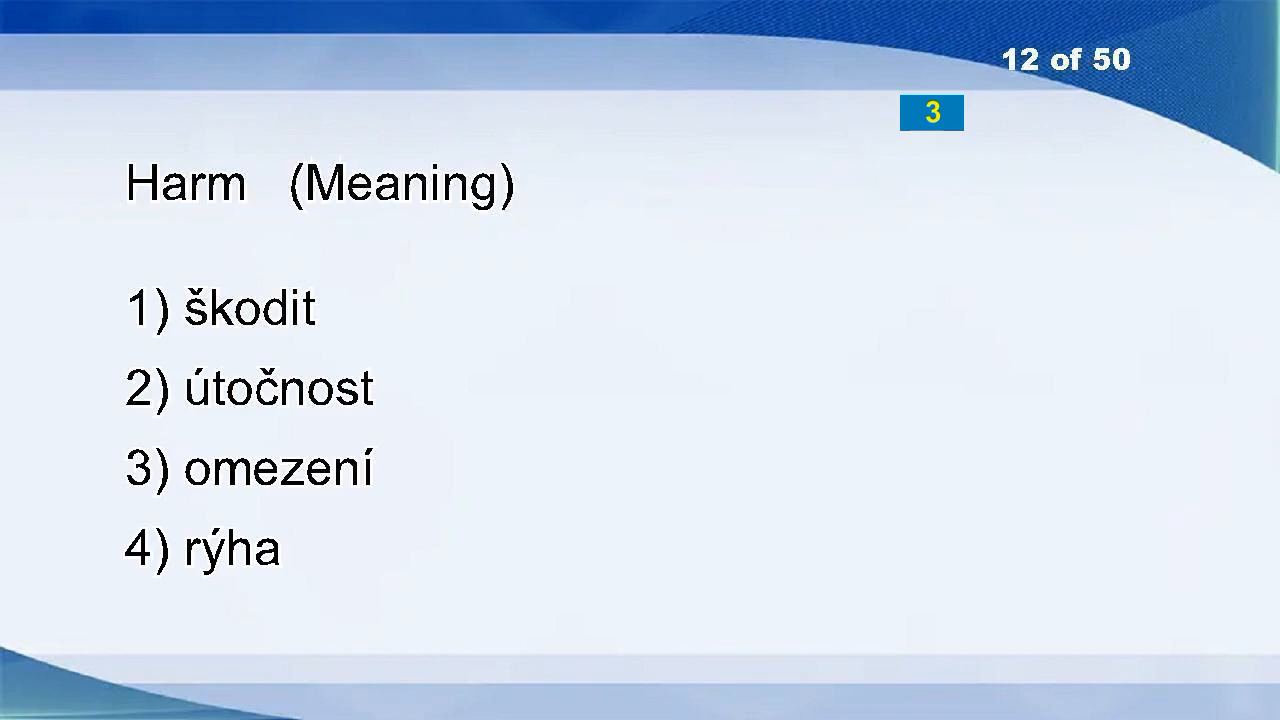 12 of 50
3
Harm (Meaning)
1) škodit
2) útočnost
3) omezení
4) rýha